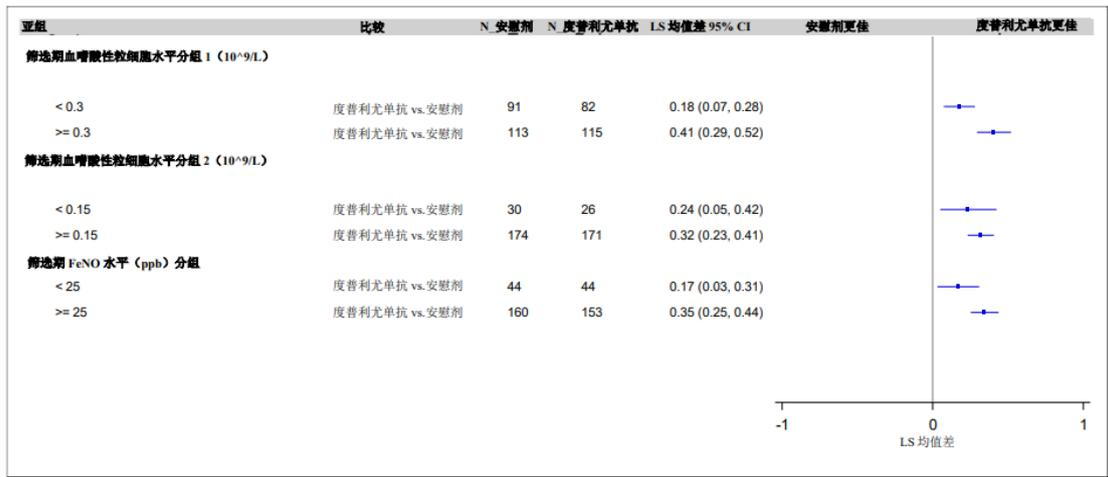 亚组 比较 N_安慰剂 N_度普利尤单抗 LS 均值差 95% CI 安慰剂更佳 度普利尤单抗更佳
筛选期血嗜酸性粒细胞水平分组 1（10^9/L）
< 0.3 度普利尤单抗 vs. 安慰剂 91 82 0.18 (0.07, 0.28)
>= 0.3 度普利尤单抗 vs. 安慰剂 113 115 0.41 (0.29, 0.52)
筛选期血嗜酸性粒细胞水平分组 2（10^9/L）
< 0.15 度普利尤单抗 vs. 安慰剂 30 26 0.24 (0.05, 0.42)
>= 0.15 度普利尤单抗 vs. 安慰剂 174 171 0.32 (0.23, 0.41)
筛选期 FeNO 水平（ppb）分组
< 25 度普利尤单抗 vs. 安慰剂 44 44 0.17 (0.03, 0.31)
>= 25 度普利尤单抗 vs. 安慰剂 160 153 0.35 (0.25, 0.44)
-1 0 1
LS 均值差